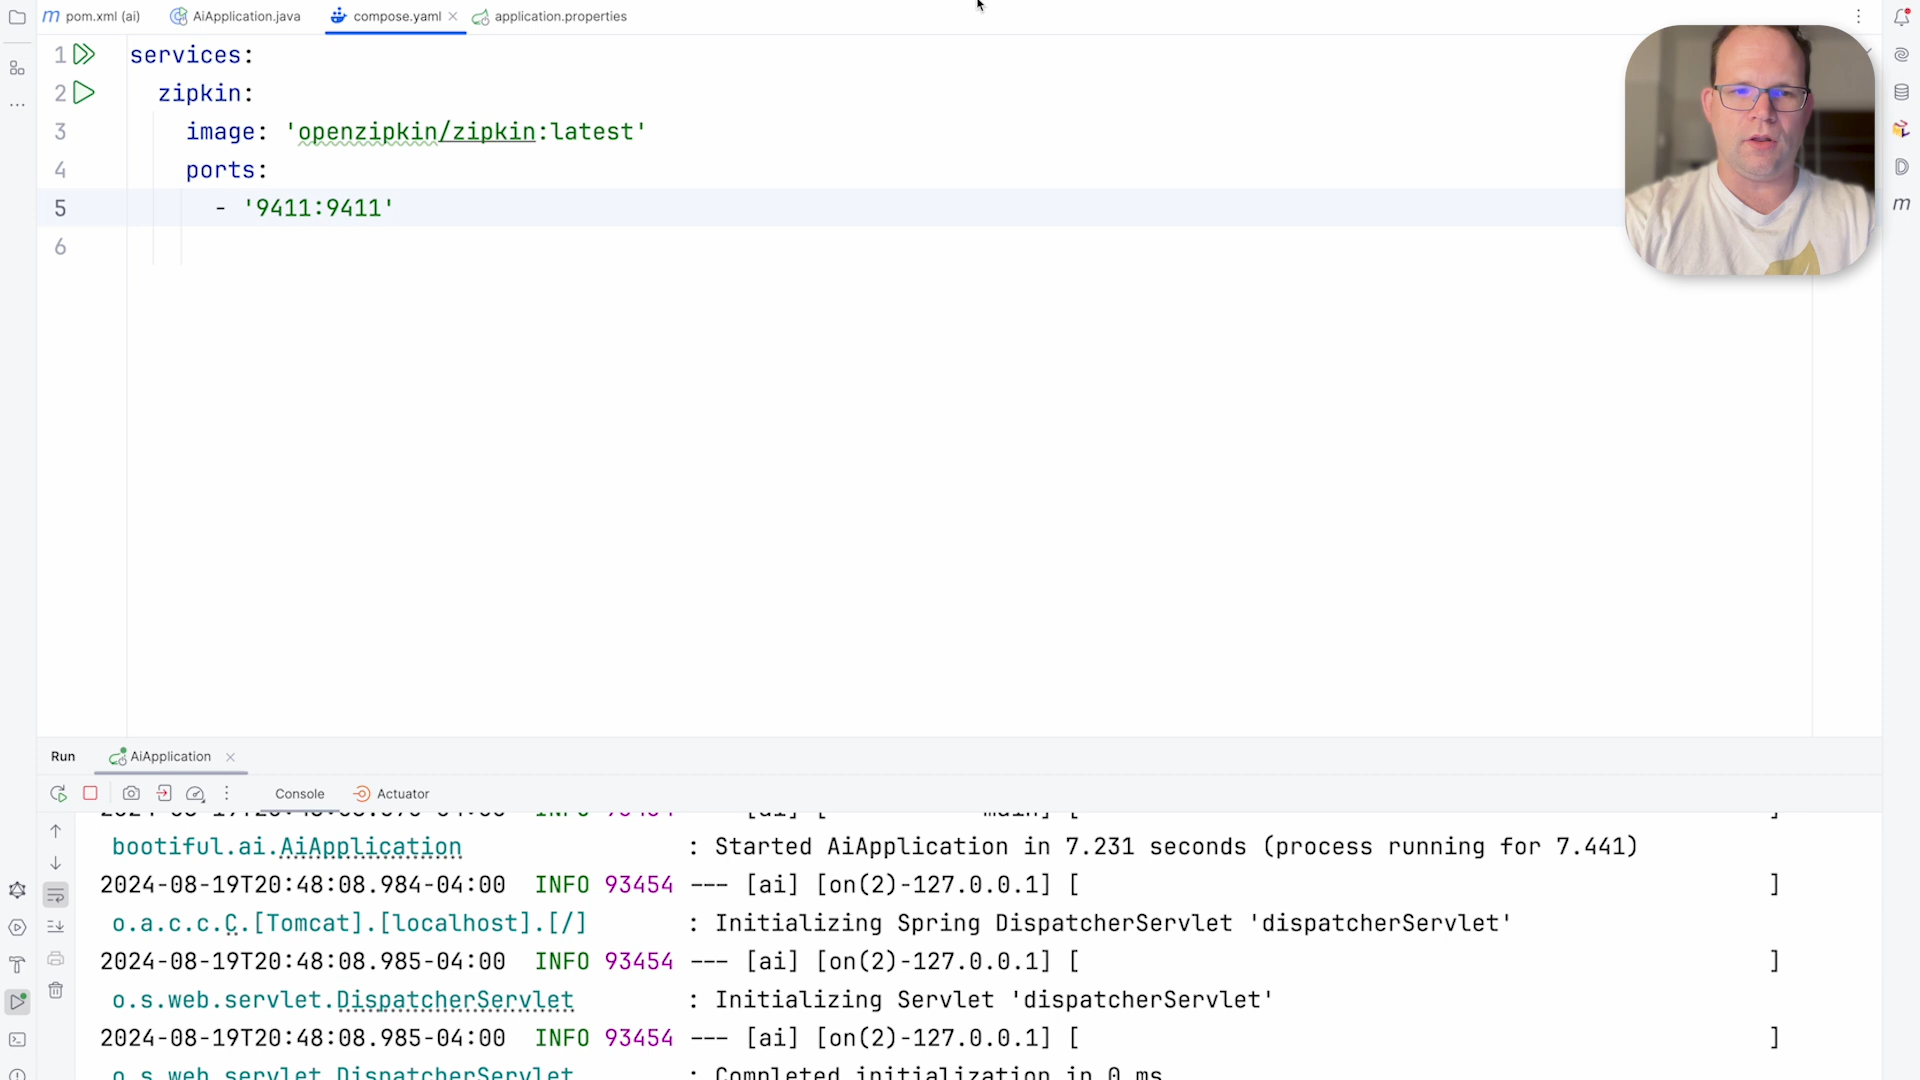 pom.xml (ai) AiApplication.java compose.yaml application.properties
1 services:
2 zipkin:
3 image: 'openzipkin/zipkin:latest'
4 ports:
5 - '9411:9411'
6
Run AiApplication
Console Actuator
bootiful.ai.AiApplication : Started AiApplication in 7.231 seconds (process running for 7.441)
2024-08-19T20:48:08.984-04:00 INFO 93454 --- [ai] [on(2)-127.0.0.1] [ ]
o.a.c.c.C.[Tomcat].[localhost].[/] : Initializing Spring DispatcherServlet 'dispatcherServlet'
2024-08-19T20:48:08.985-04:00 INFO 93454 --- [ai] [on(2)-127.0.0.1] [ ]
o.s.web.servlet.DispatcherServlet : Initializing Servlet 'dispatcherServlet'
2024-08-19T20:48:08.985-04:00 INFO 93454 --- [ai] [on(2)-127.0.0.1] [ ]
o.s.web.servlet.DispatcherServlet : Completed initialization in 0 ms